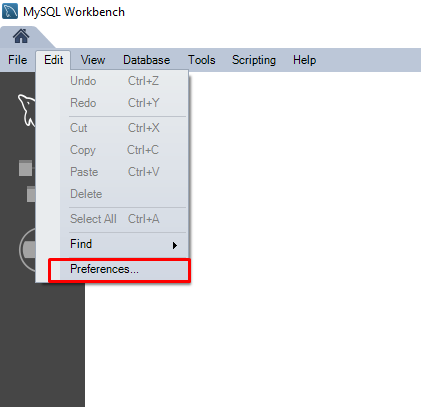 MySQL Workbench
File Edit View Database Tools Scripting Help
Undo Ctrl+Z
Redo Ctrl+Y
Cut Ctrl+X
Copy Ctrl+C
Paste Ctrl+V
Delete
Select All Ctrl+A
Find
Preferences...